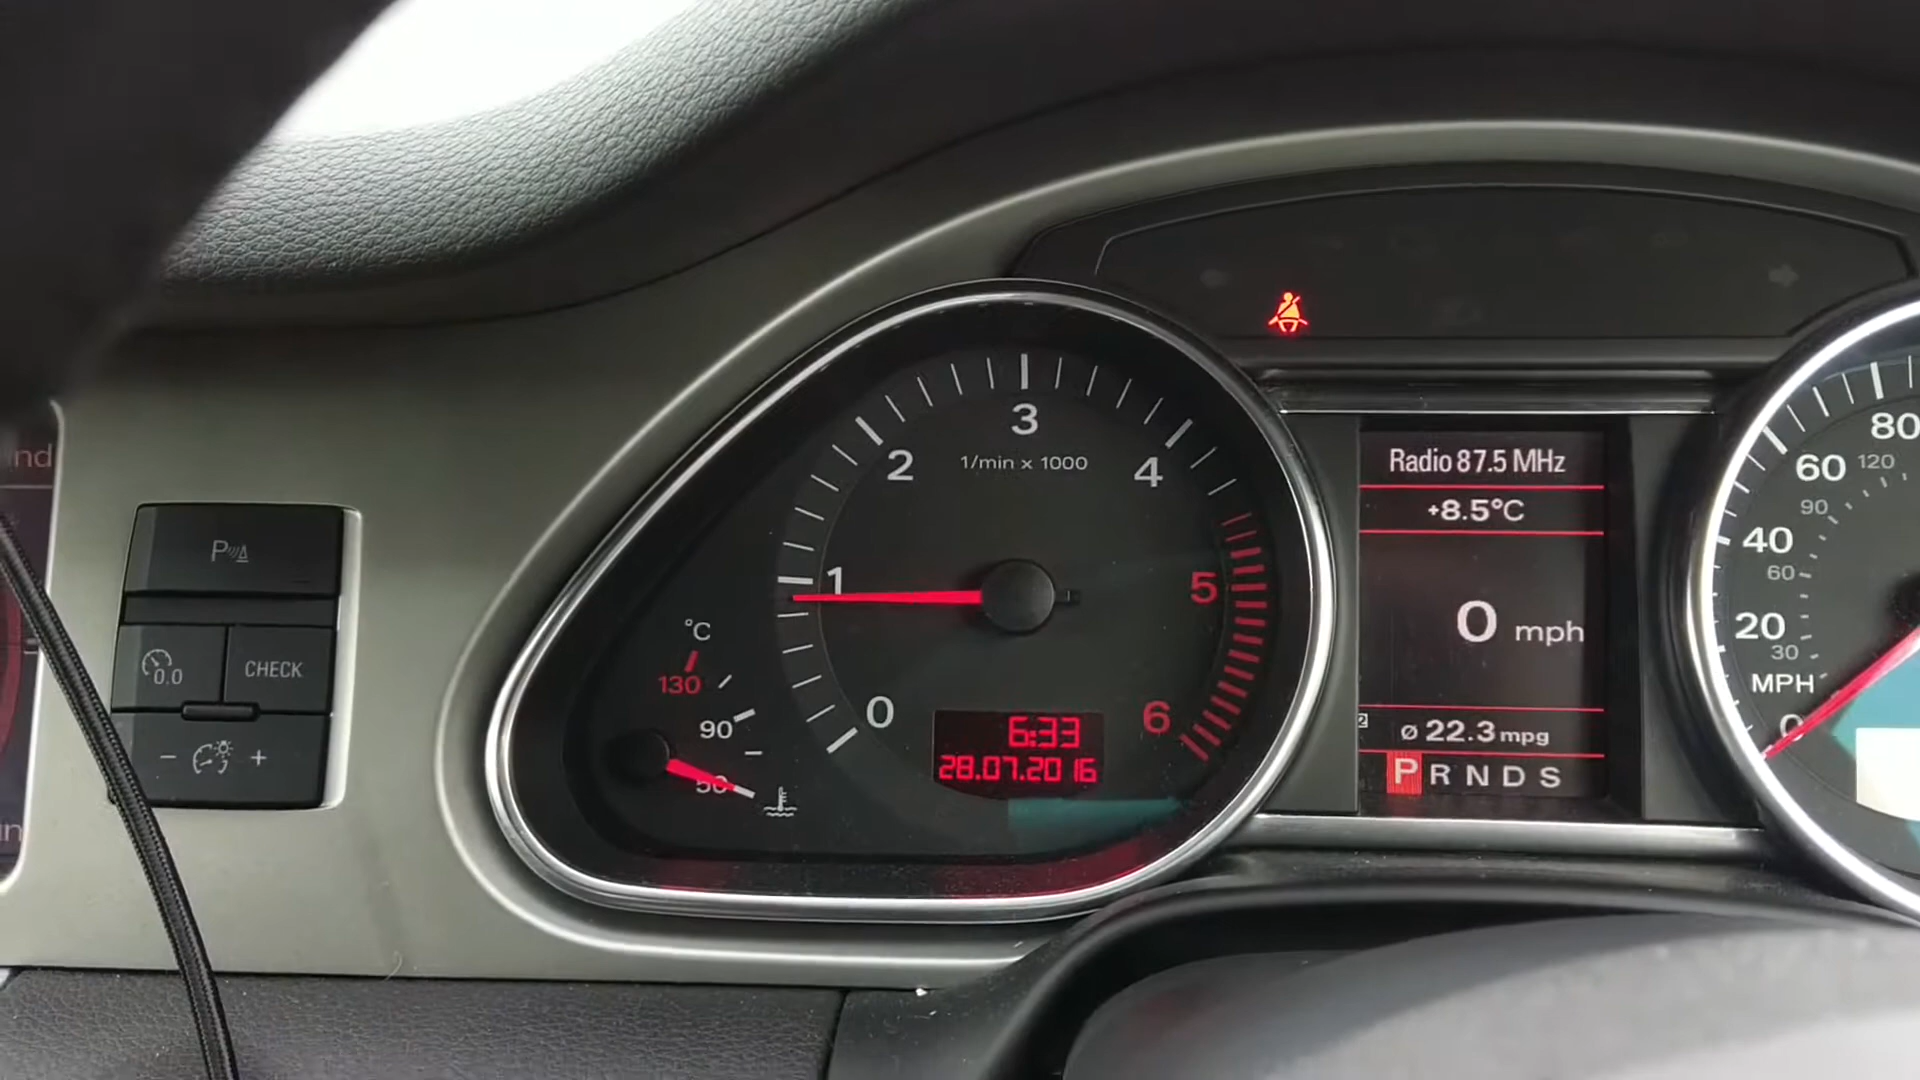 nd
P
0.0
CHECK
- +
°C
130
90
50
0
1
2
3
4
5
6
1/min x 1000
6:33
28.07.2016
Radio 87.5 MHz
+8.5°C
0 mph
ø 22.3 mpg
P R N D S
80
60
40
20
0
MPH
120
90
60
30